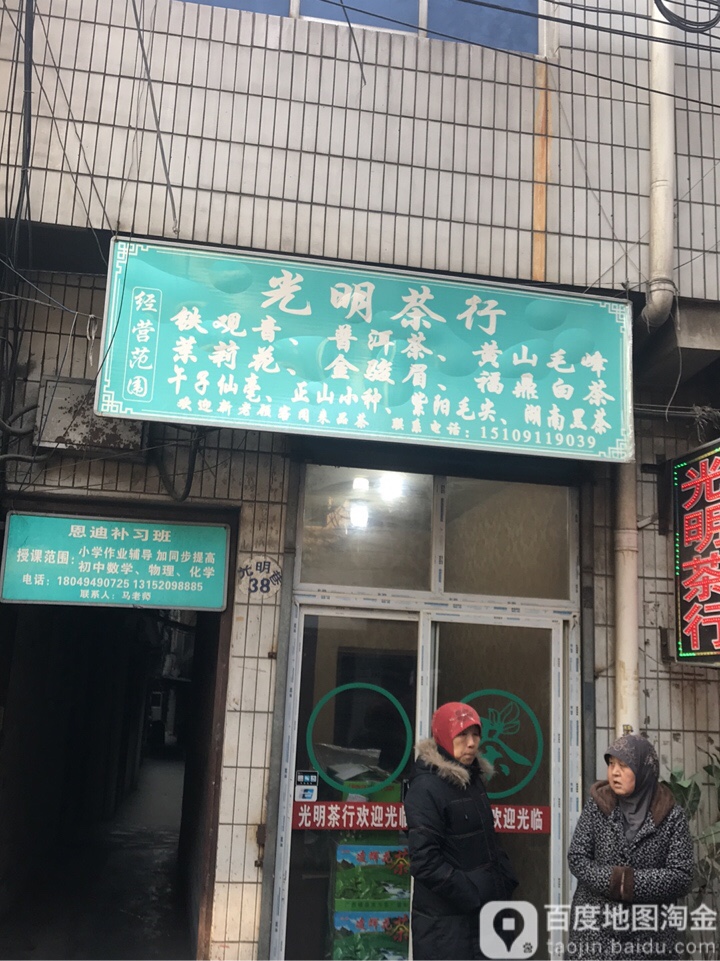 光明茶行
经营范围
铁观音、普洱茶、黄山毛峰
茉莉花、金骏眉、福鼎白茶
午子仙毫、正山小种、紫阳毛尖、湖南黑茶
欢迎新老顾客周来品茶 联系电话:15109119039
恩迪补习班
授课范围:小学作业辅导 加同步提高
初中数学、物理、化学
电话:18049490725 13152098885
联系人:马老师
光明巷
38
光明茶行
茶
光明茶行欢迎光临
欢迎光临
百度地图淘金
taojin.baidu.com